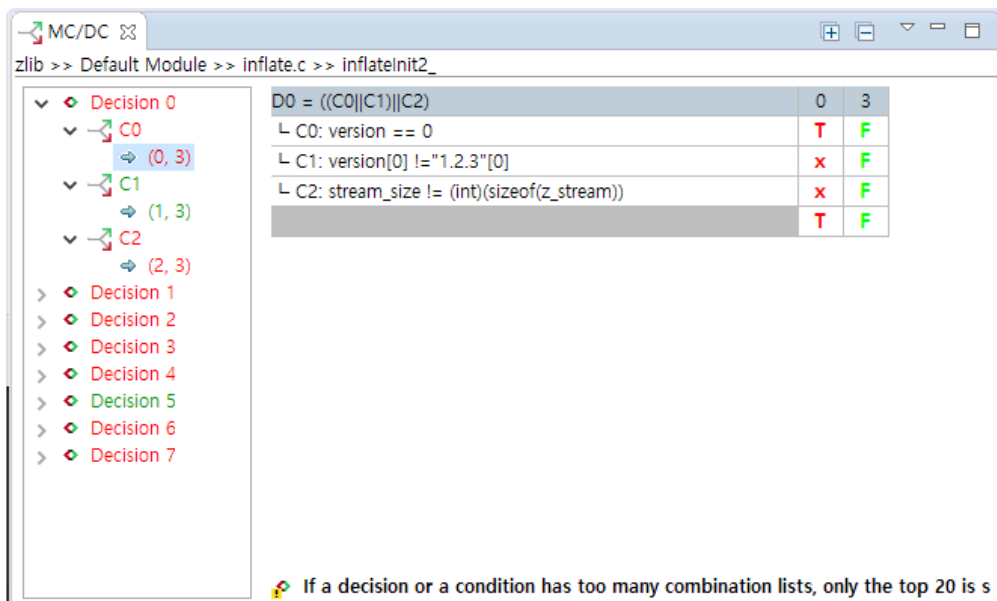 MC/DC
zlib >> Default Module >> inflate.c >> inflateInit2_
Decision 0
C0
(0, 3)
C1
(1, 3)
C2
(2, 3)
Decision 1
Decision 2
Decision 3
Decision 4
Decision 5
Decision 6
Decision 7
D0 = ((C0||C1)||C2) 0 3
C0: version == 0 T F
C1: version[0] !="1.2.3"[0] x F
C2: stream_size != (int)(sizeof(z_stream)) x F
T F
If a decision or a condition has too many combination lists, only the top 20 is s